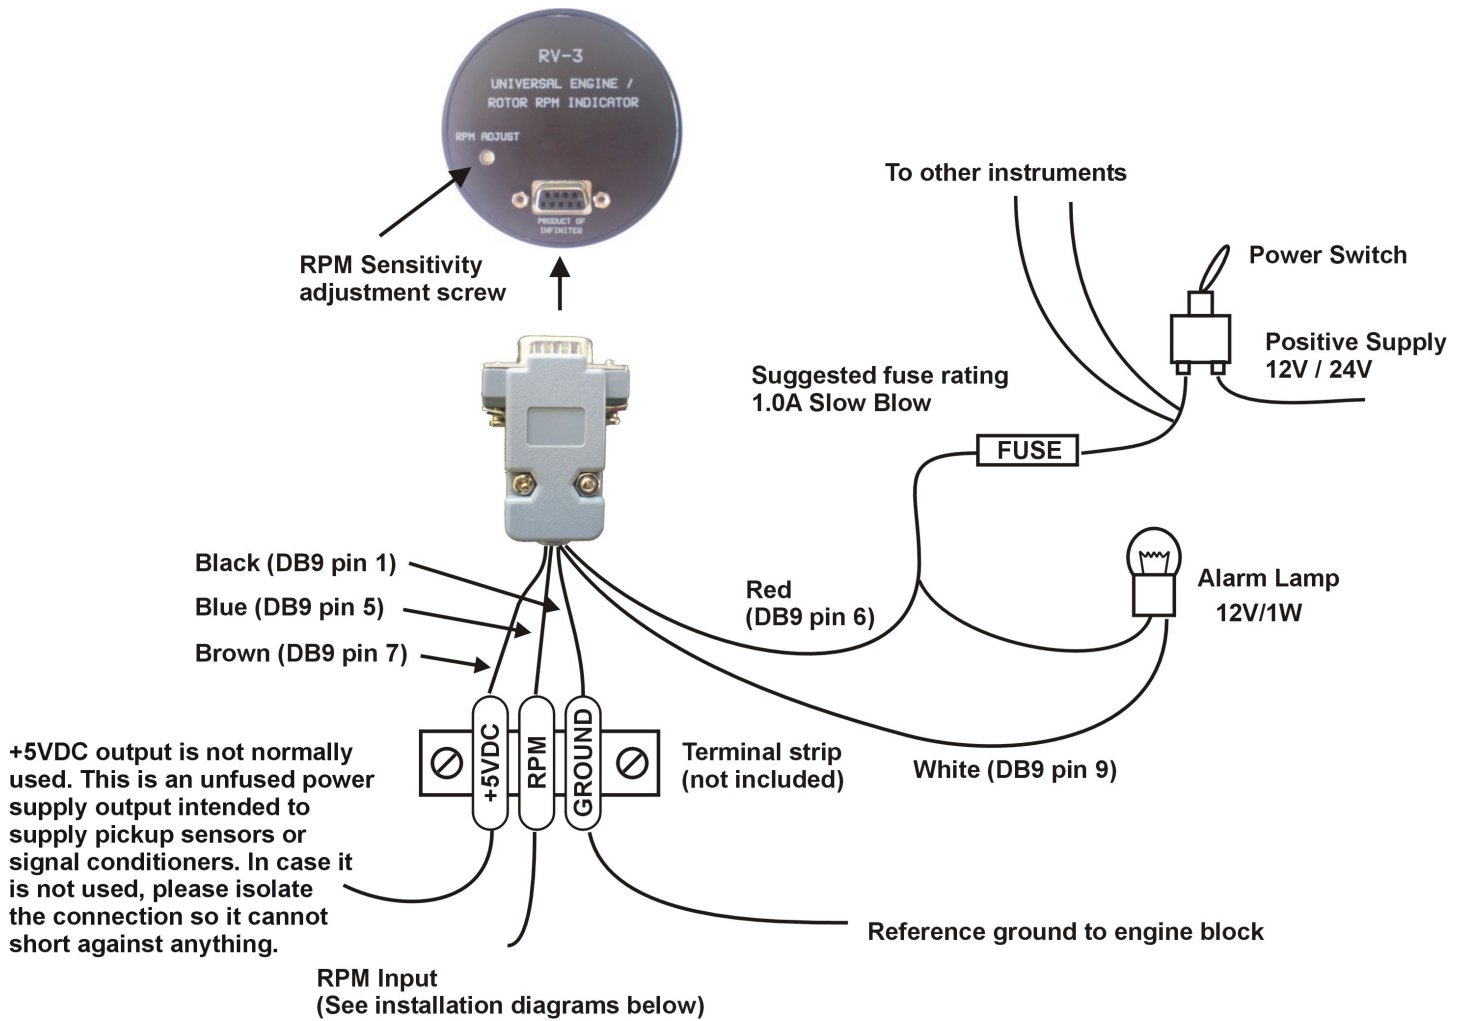 RV-3
UNIVERSAL ENGINE /
ROTOR RPM INDICATOR
RPM ADJUST
PRODUCT OF
INFINITEQ
RPM Sensitivity
adjustment screw
To other instruments
Power Switch
Positive Supply
12V / 24V
Suggested fuse rating
1.0A Slow Blow
FUSE
Black (DB9 pin 1)
Blue (DB9 pin 5)
Brown (DB9 pin 7)
Red
(DB9 pin 6)
Alarm Lamp
12V/1W
White (DB9 pin 9)
+5VDC
RPM
GROUND
Terminal strip
(not included)
+5VDC output is not normally
used. This is an unfused power
supply output intended to
supply pickup sensors or
signal conditioners. In case it
is not used, please isolate
the connection so it cannot
short against anything.
Reference ground to engine block
RPM Input
(See installation diagrams below)